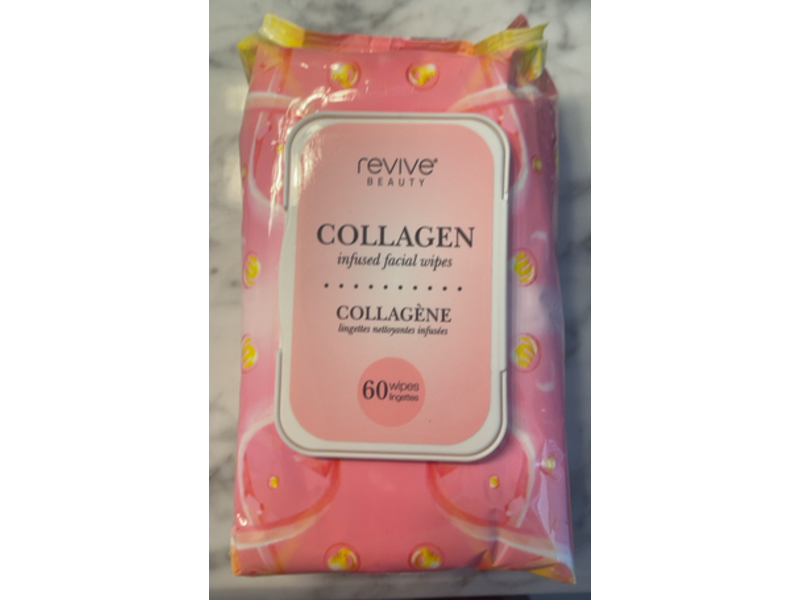 revive®
BEAUTY
COLLAGEN
infused facial wipes
COLLAGÈNE
lingettes nettoyantes infusées
60 wipes
lingettes